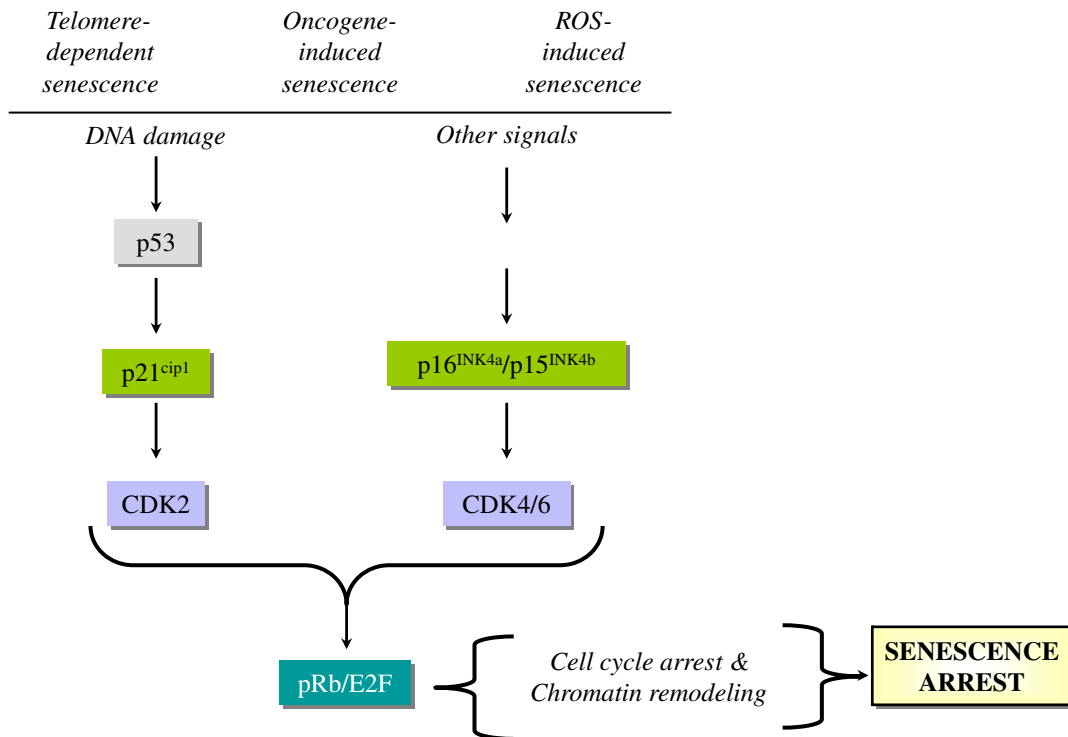 Telomere-
dependent
senescence
Oncogene-
induced
senescence
ROS-
induced
senescence
DNA damage
Other signals
p53
p21cip1
p16INK4a/p15INK4b
CDK2
CDK4/6
pRb/E2F
Cell cycle arrest &
Chromatin remodeling
SENESCENCE
ARREST